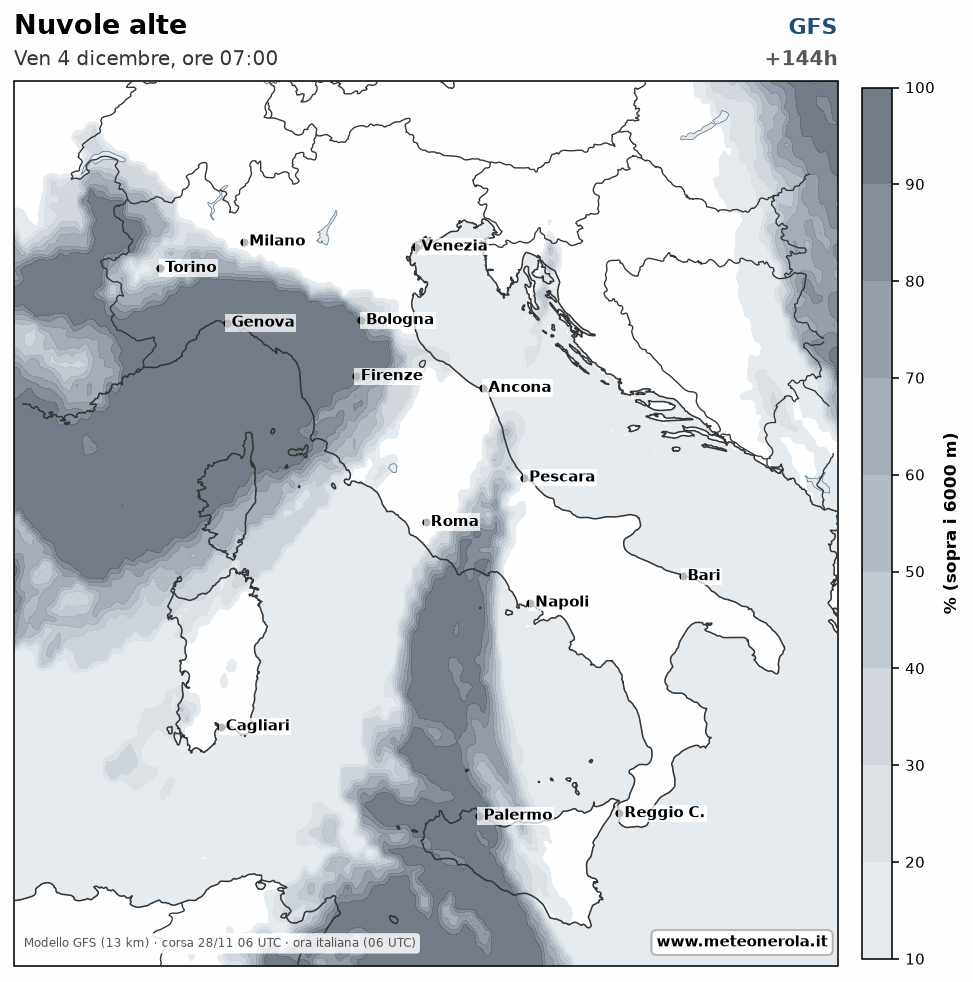 Nuvole alte
GFS
Ven 4 dicembre, ore 07:00
+144h
Milano
Venezia
Torino
Genova
Bologna
Firenze
Ancona
Pescara
Roma
Bari
Napoli
Cagliari
Palermo
Reggio C.
100
90
80
70
60
50
40
30
20
10
% (sopra i 6000 m)
Modello GFS (13 km) · corsa 28/11 06 UTC · ora italiana (06 UTC)
www.meteonerola.it